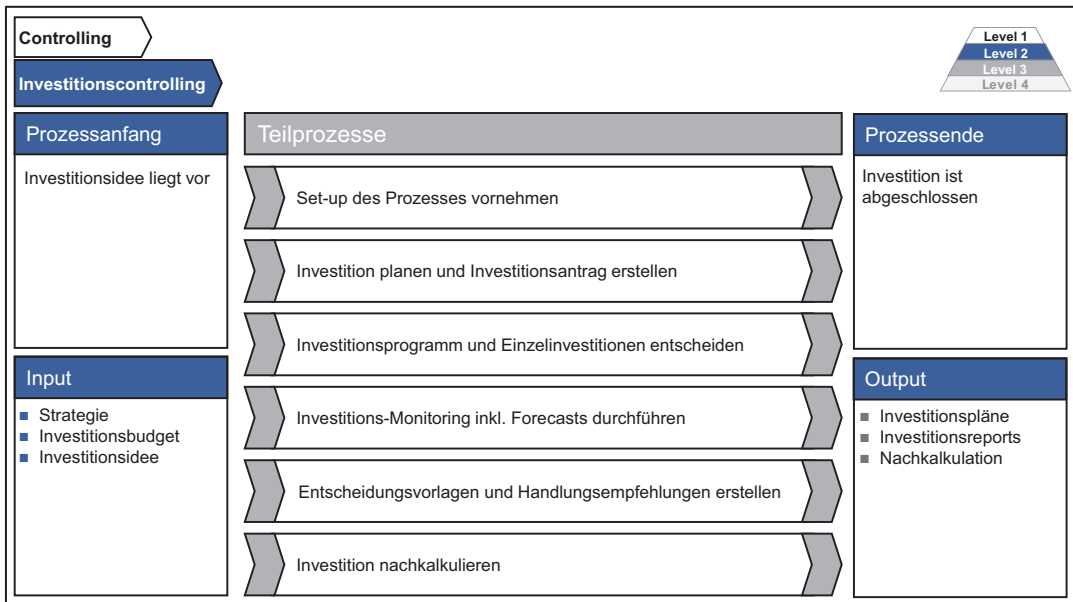 Controlling
Investitionscontrolling
Level 1
Level 2
Level 3
Level 4
Prozessanfang
Investitionsidee liegt vor
Input
Strategie
Investitionsbudget
Investitionsidee
Teilprozesse
Set-up des Prozesses vornehmen
Investition planen und Investitionsantrag erstellen
Investitionsprogramm und Einzelinvestitionen entscheiden
Investitions-Monitoring inkl. Forecasts durchführen
Entscheidungsvorlagen und Handlungsempfehlungen erstellen
Investition nachkalkulieren
Prozessende
Investition ist
abgeschlossen
Output
Investitionspläne
Investitionsreports
Nachkalkulation